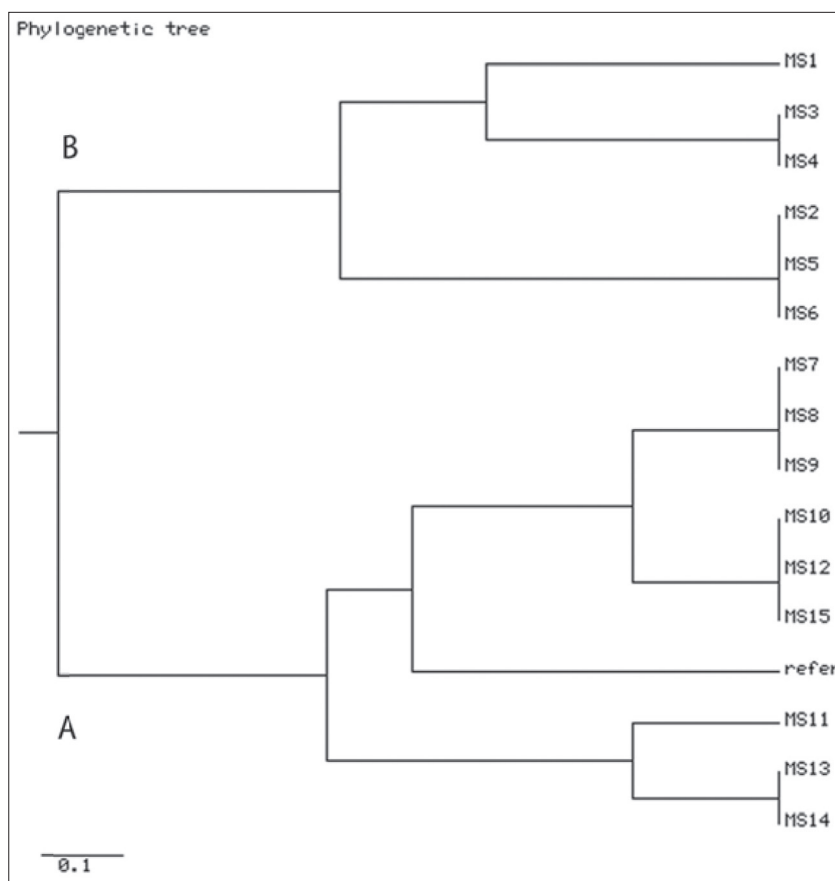 Phylogenetic tree
MS1
MS3
B
MS4
MS2
MS5
MS6
MS7
MS8
MS9
MS10
MS12
MS15
refer
MS11
A
MS13
MS14
0.1